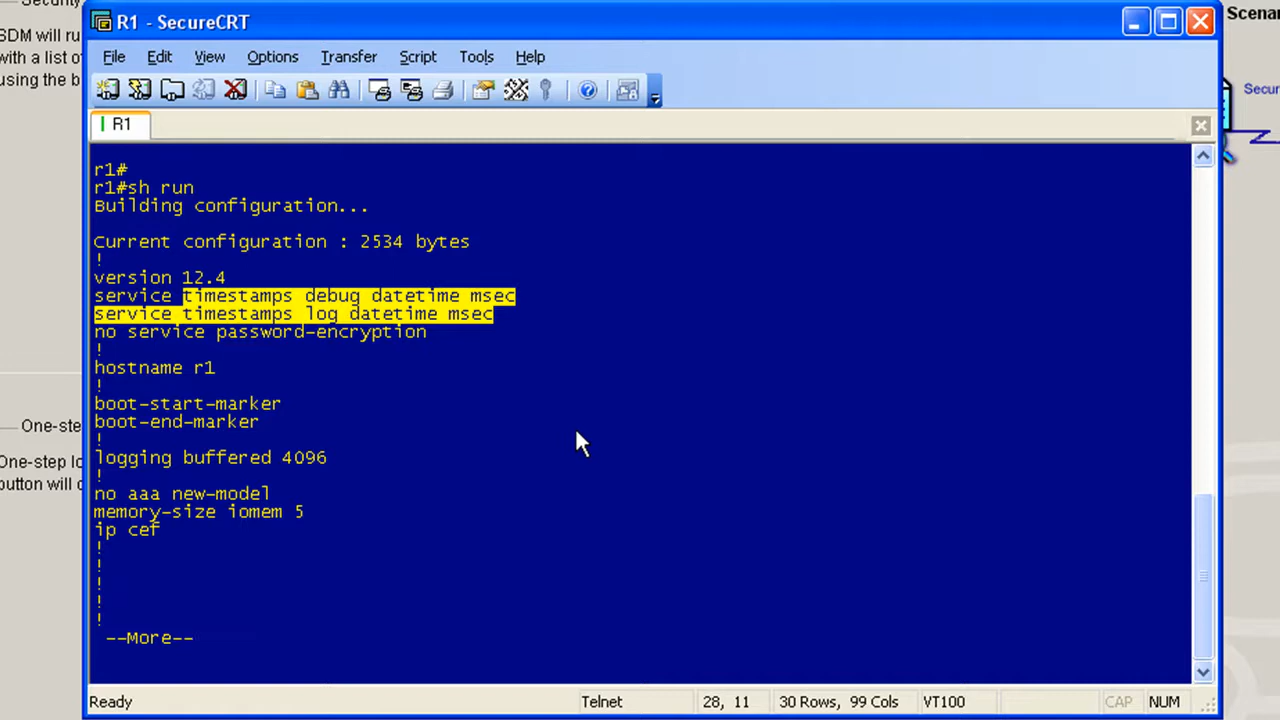 Security
SDM will ru
with a list of
using the b
One-ste
One-step lo
button will c
R1 - SecureCRT
File Edit View Options Transfer Script Tools Help
R1
r1#
r1#sh run
Building configuration...
Current configuration : 2534 bytes
!
version 12.4
service timestamps debug datetime msec
service timestamps log datetime msec
no service password-encryption
!
hostname r1
!
boot-start-marker
boot-end-marker
!
logging buffered 4096
!
no aaa new-model
memory-size iomem 5
ip cef
!
!
!
!
!
--More--
Ready Telnet 28, 11 30 Rows, 99 Cols VT100 CAP NUM
Scenar
Secur